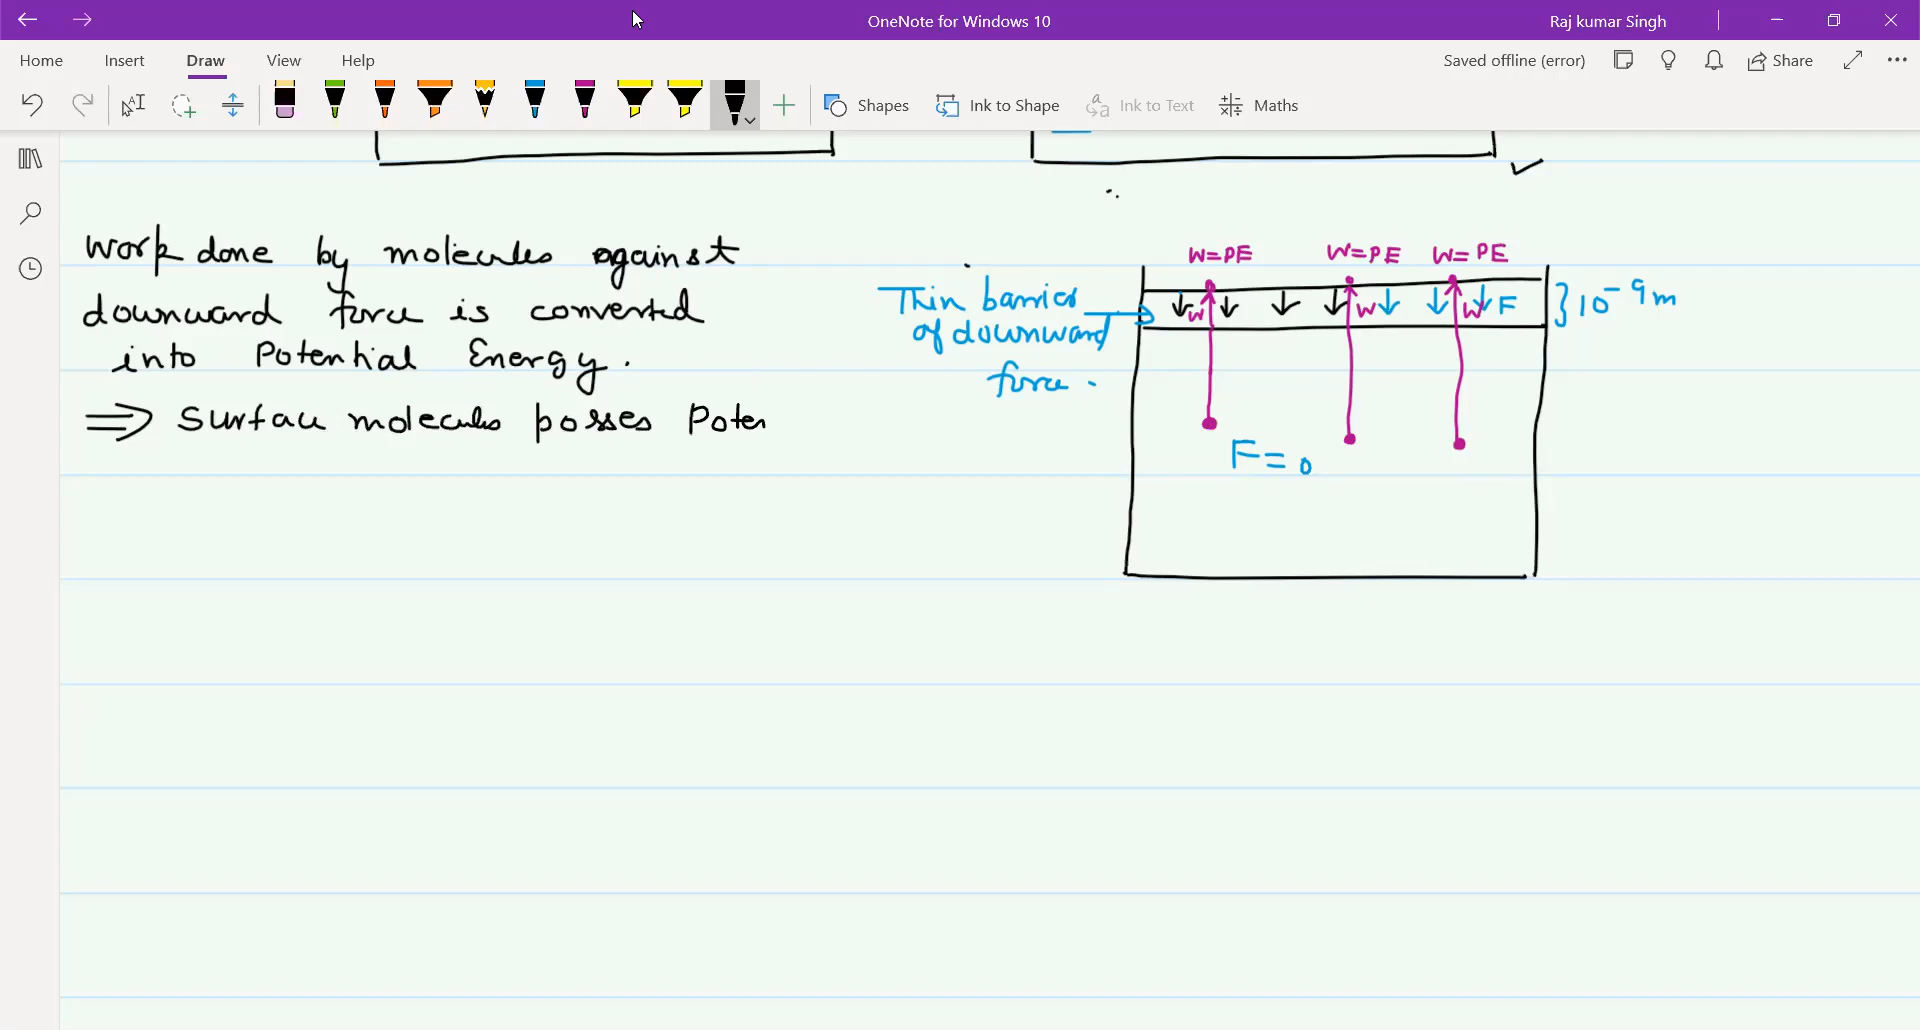 OneNote for Windows 10
Raj kumar Singh
Home Insert Draw View Help
Saved offline (error) Share
Shapes Ink to Shape Ink to Text Maths
Work done by molecules against
downward force is converted
into Potential Energy.
⇒ Surface molecules posses Poten
W=PE W=PE W=PE
Thin barrier
of downward
force.
W W W F
} 10⁻⁹m
F = 0